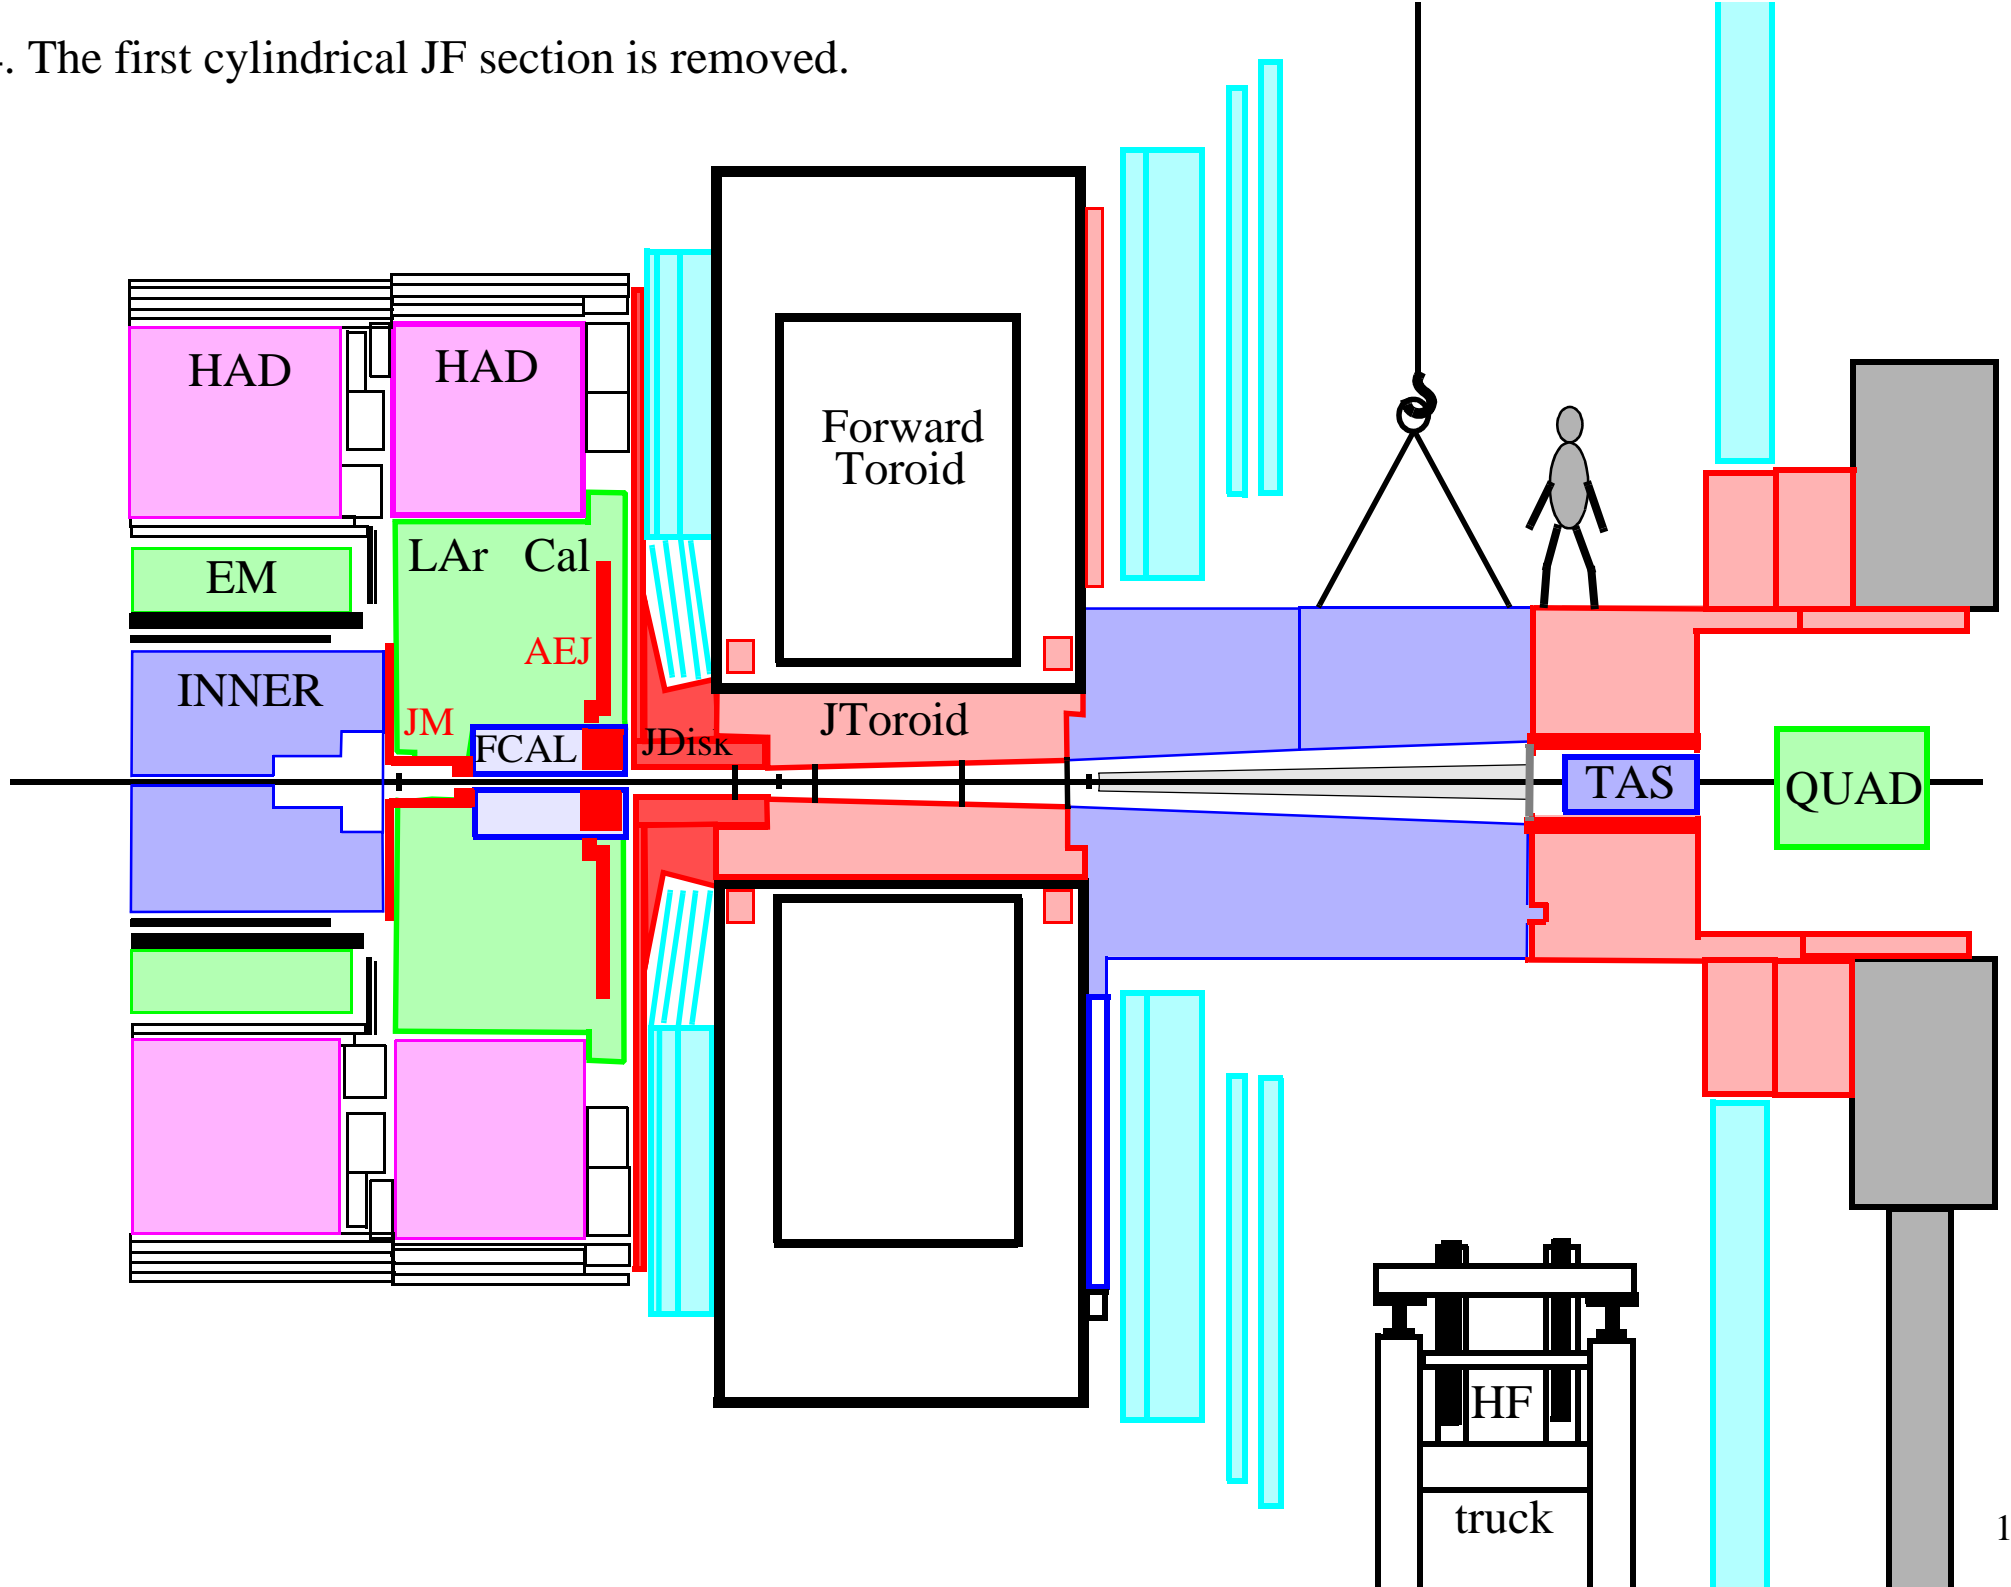 . The first cylindrical JF section is removed.
HAD
HAD
Forward
Toroid
LAr Cal
EM
AEJ
INNER
JM
JToroid
FCAL
JDisk
TAS
QUAD
HF
truck
1